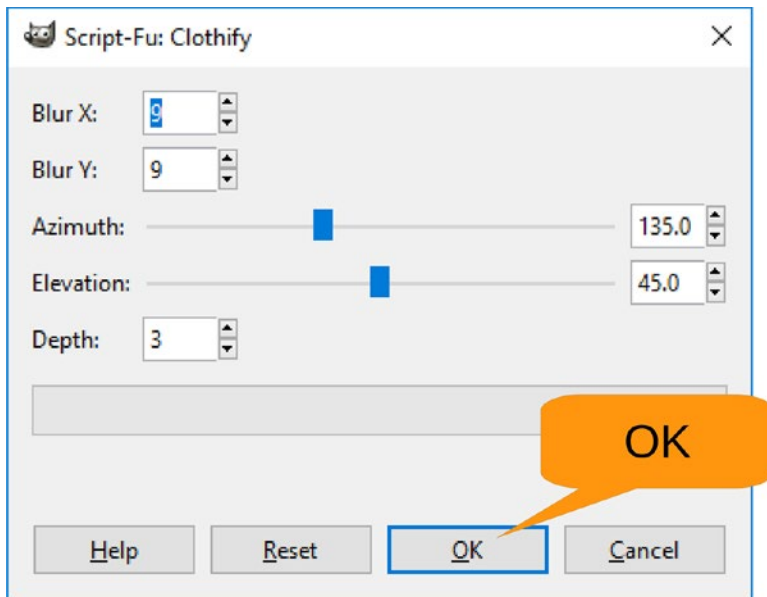 Script-Fu: Clothify
Blur X: 9
Blur Y: 9
Azimuth: 135.0
Elevation: 45.0
Depth: 3
OK
Help Reset OK Cancel